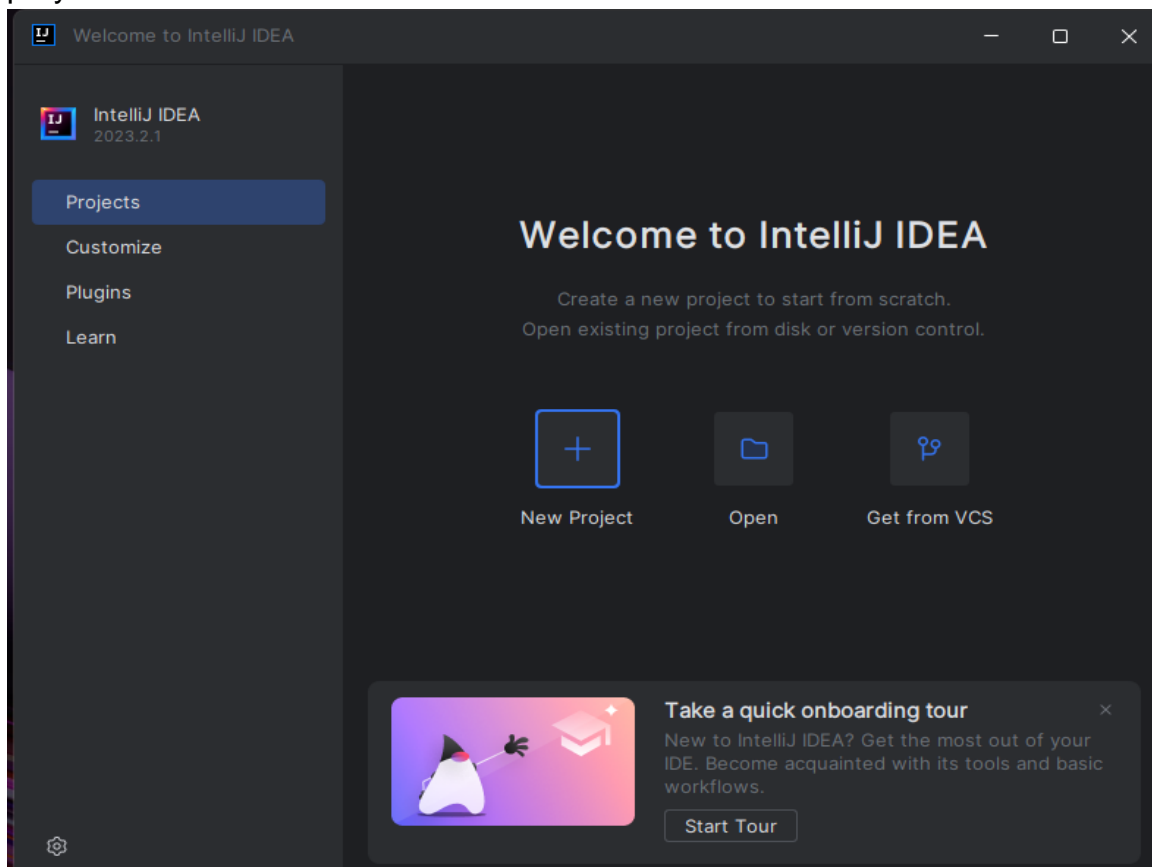 Welcome to IntelliJ IDEA
IJ
IntelliJ IDEA
2023.2.1
Projects
Customize
Plugins
Learn
Welcome to IntelliJ IDEA
Create a new project to start from scratch.
Open existing project from disk or version control.
New Project
Open
Get from VCS
Take a quick onboarding tour
New to IntelliJ IDEA? Get the most out of your
IDE. Become acquainted with its tools and basic
workflows.
Start Tour